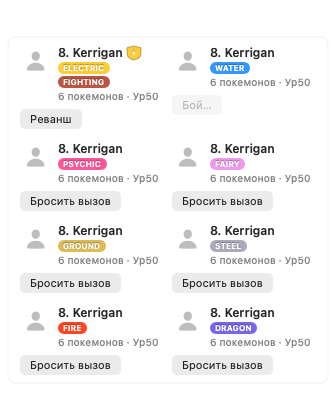 8. Kerrigan
ELECTRIC
FIGHTING
6 покемонов · Ур50
Реванш
8. Kerrigan
WATER
6 покемонов · Ур50
Бой...
8. Kerrigan
PSYCHIC
6 покемонов · Ур50
Бросить вызов
8. Kerrigan
FAIRY
6 покемонов · Ур50
Бросить вызов
8. Kerrigan
GROUND
6 покемонов · Ур50
Бросить вызов
8. Kerrigan
STEEL
6 покемонов · Ур50
Бросить вызов
8. Kerrigan
FIRE
6 покемонов · Ур50
Бросить вызов
8. Kerrigan
DRAGON
6 покемонов · Ур50
Бросить вызов